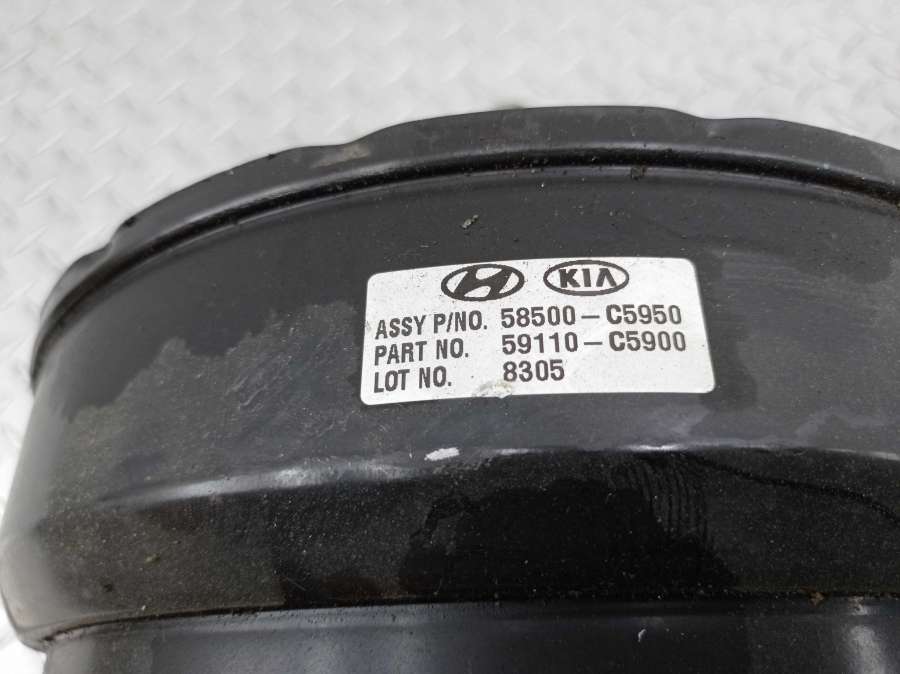 KIA
ASSY P/NO. 58500-C5950
PART NO. 59110-C5900
LOT NO. 8305